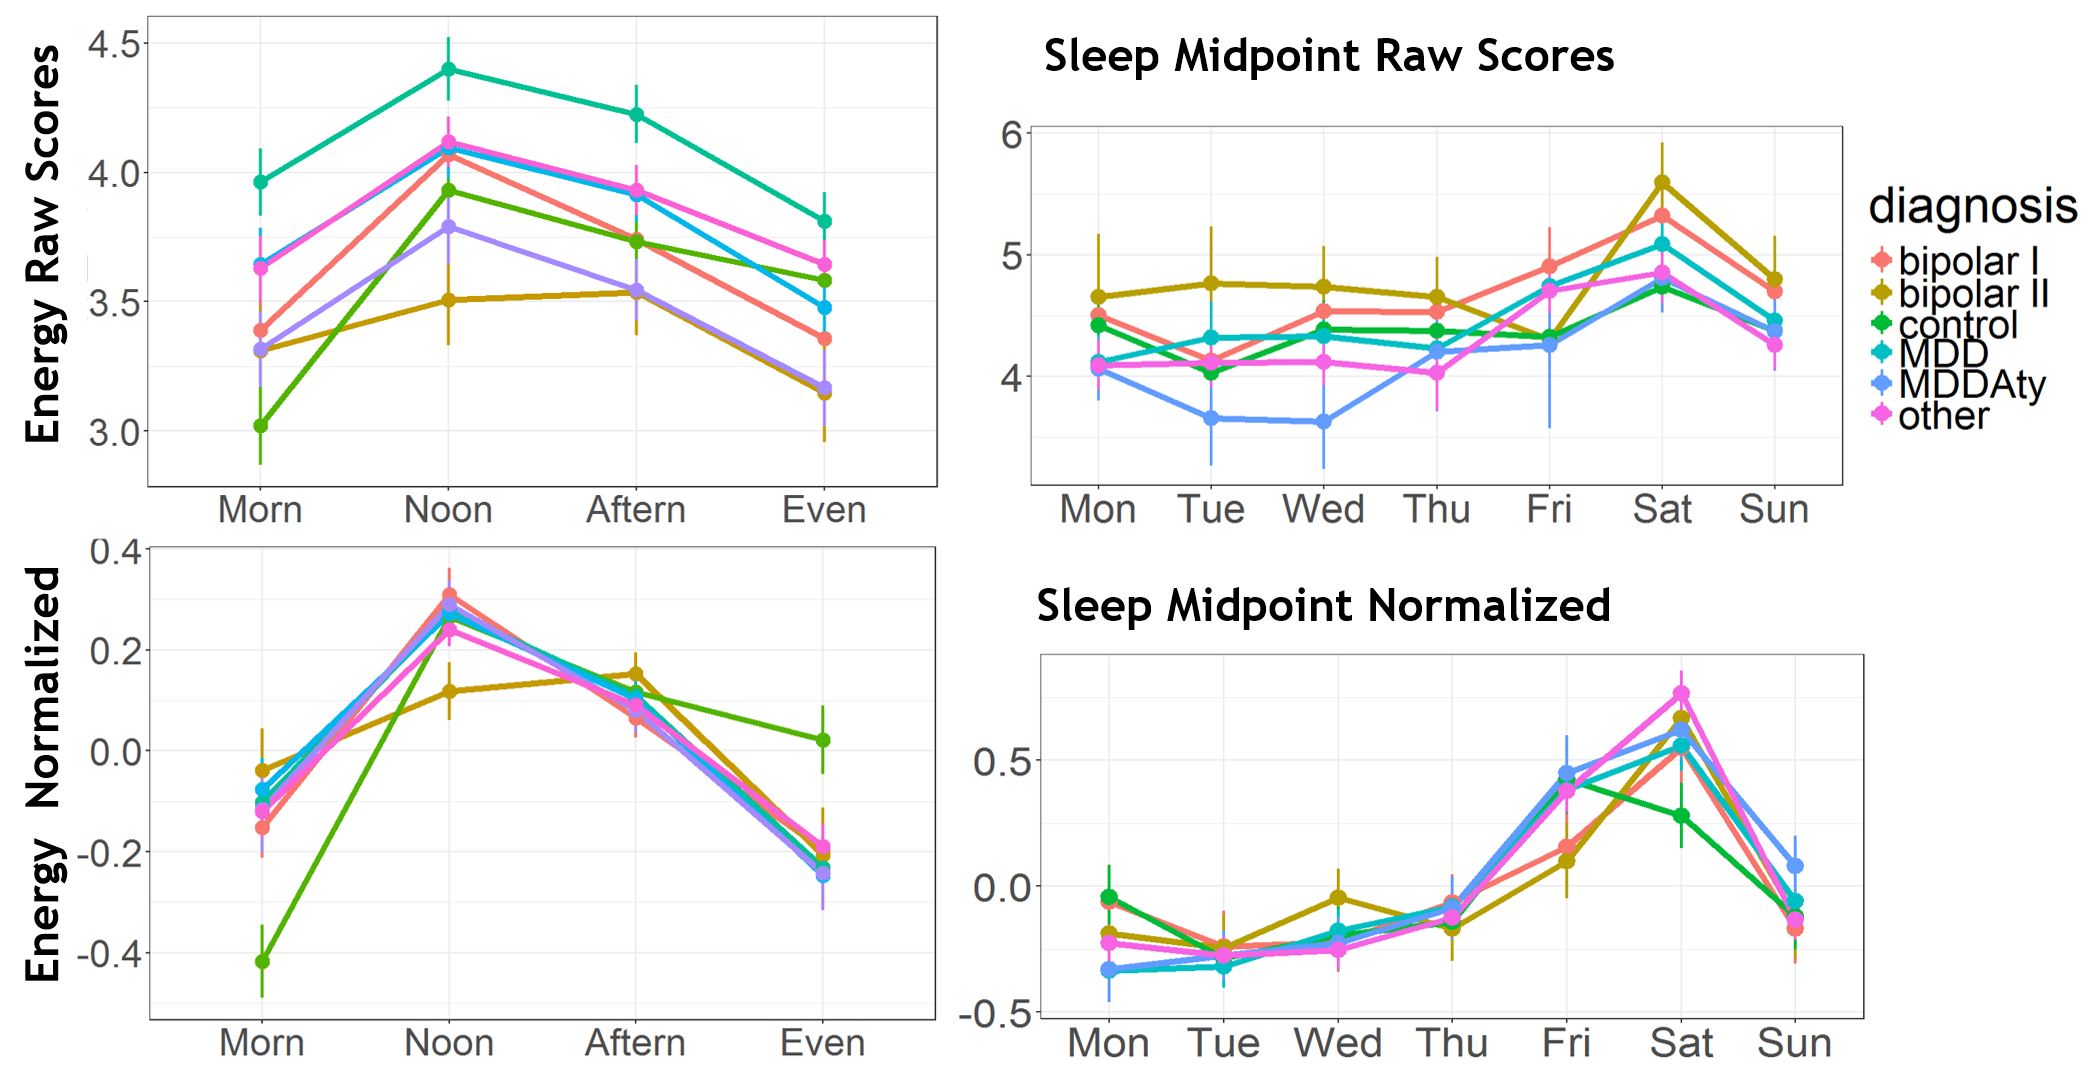 Energy Raw Scores
4.5
4.0
3.5
3.0
Morn Noon Aftern Even
Sleep Midpoint Raw Scores
6
5
4
Mon Tue Wed Thu Fri Sat Sun
diagnosis
bipolar I
bipolar II
control
MDD
MDDAty
other
Energy Normalized
0.4
0.2
0.0
-0.2
-0.4
Morn Noon Aftern Even
Sleep Midpoint Normalized
0.5
0.0
-0.5
Mon Tue Wed Thu Fri Sat Sun